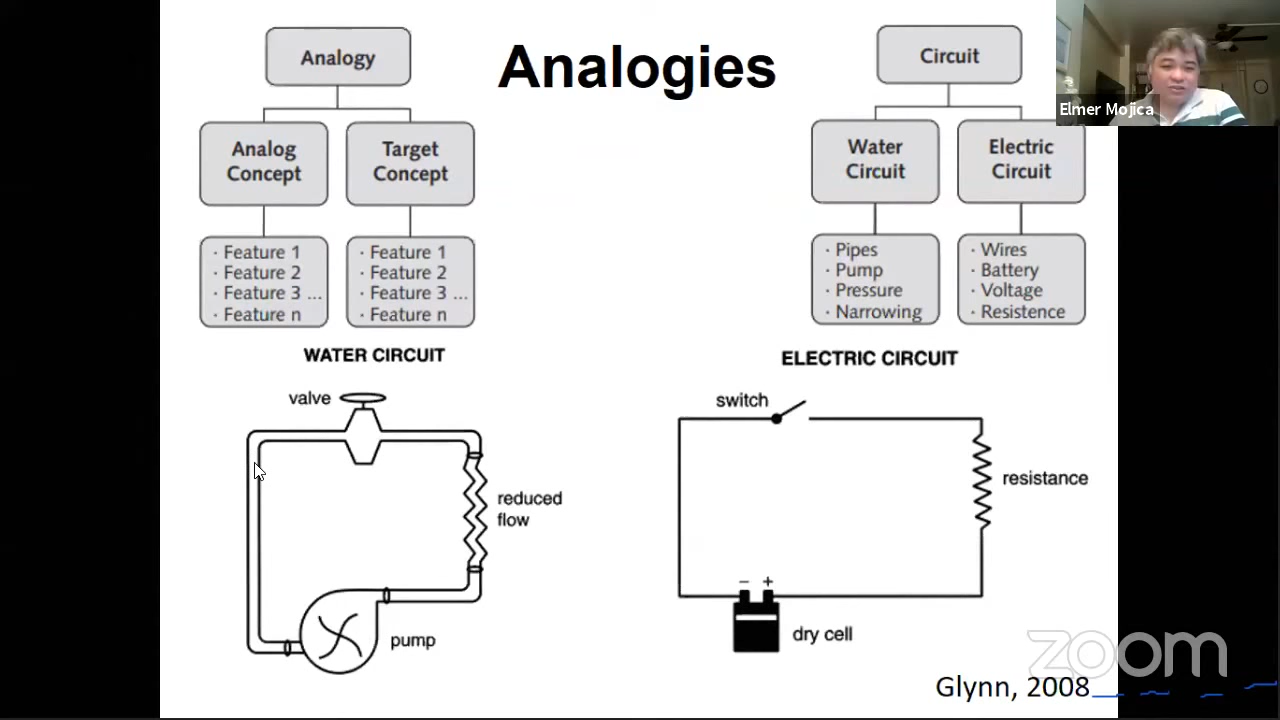 Analogies
Analogy
Analog
Concept
Target
Concept
· Feature 1
· Feature 2
· Feature 3 ...
· Feature n
· Feature 1
· Feature 2
· Feature 3 ...
· Feature n
Circuit
Water
Circuit
Electric
Circuit
· Pipes
· Pump
· Pressure
· Narrowing
· Wires
· Battery
· Voltage
· Resistence
Elmer Mojica
WATER CIRCUIT
valve
reduced
flow
pump
ELECTRIC CIRCUIT
switch
resistance
− +
dry cell
zoom
Glynn, 2008